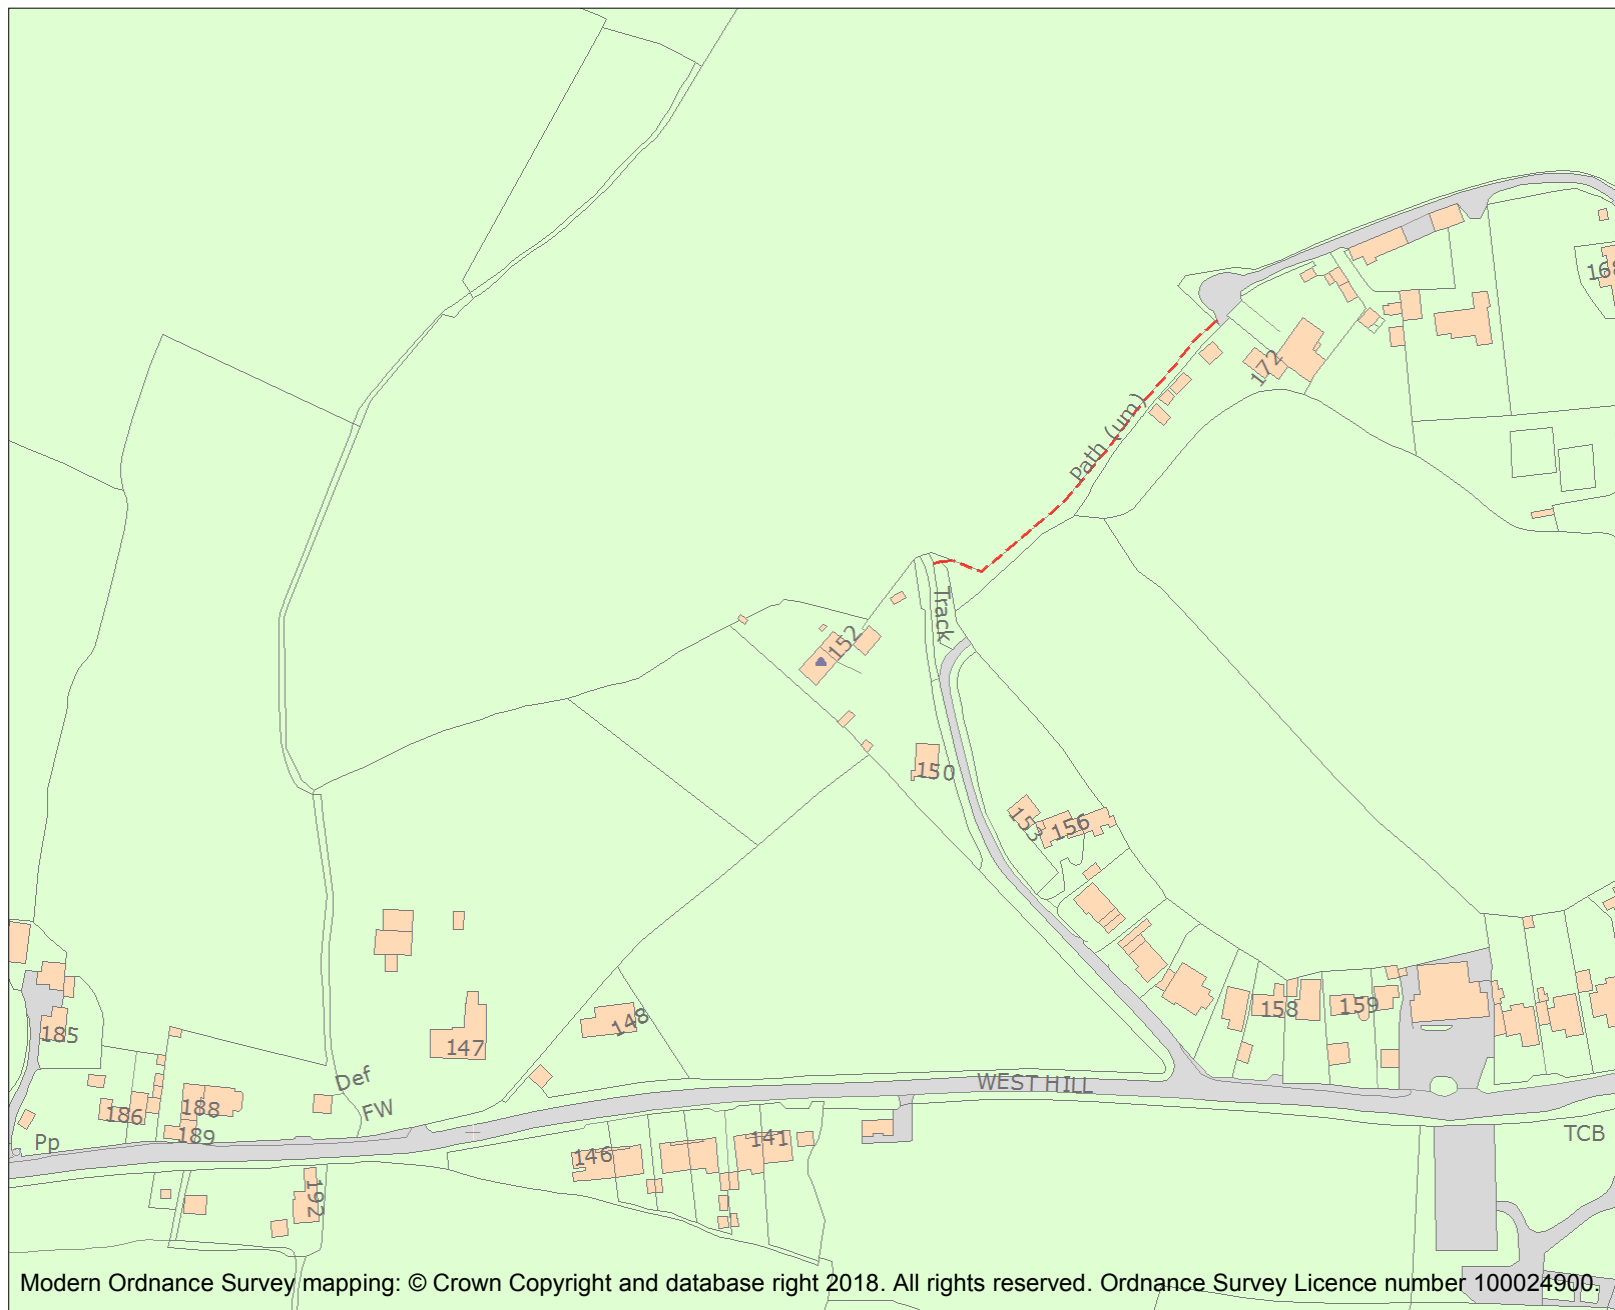 168
172
Path (um)
Track
152
150
153
156
185
147
148
158
159
Def
FW
WEST HILL
186
188
189
Pp
146
141
TCB
192
Modern Ordnance Survey mapping: © Crown Copyright and database right 2018. All rights reserved. Ordnance Survey Licence number 100024900.